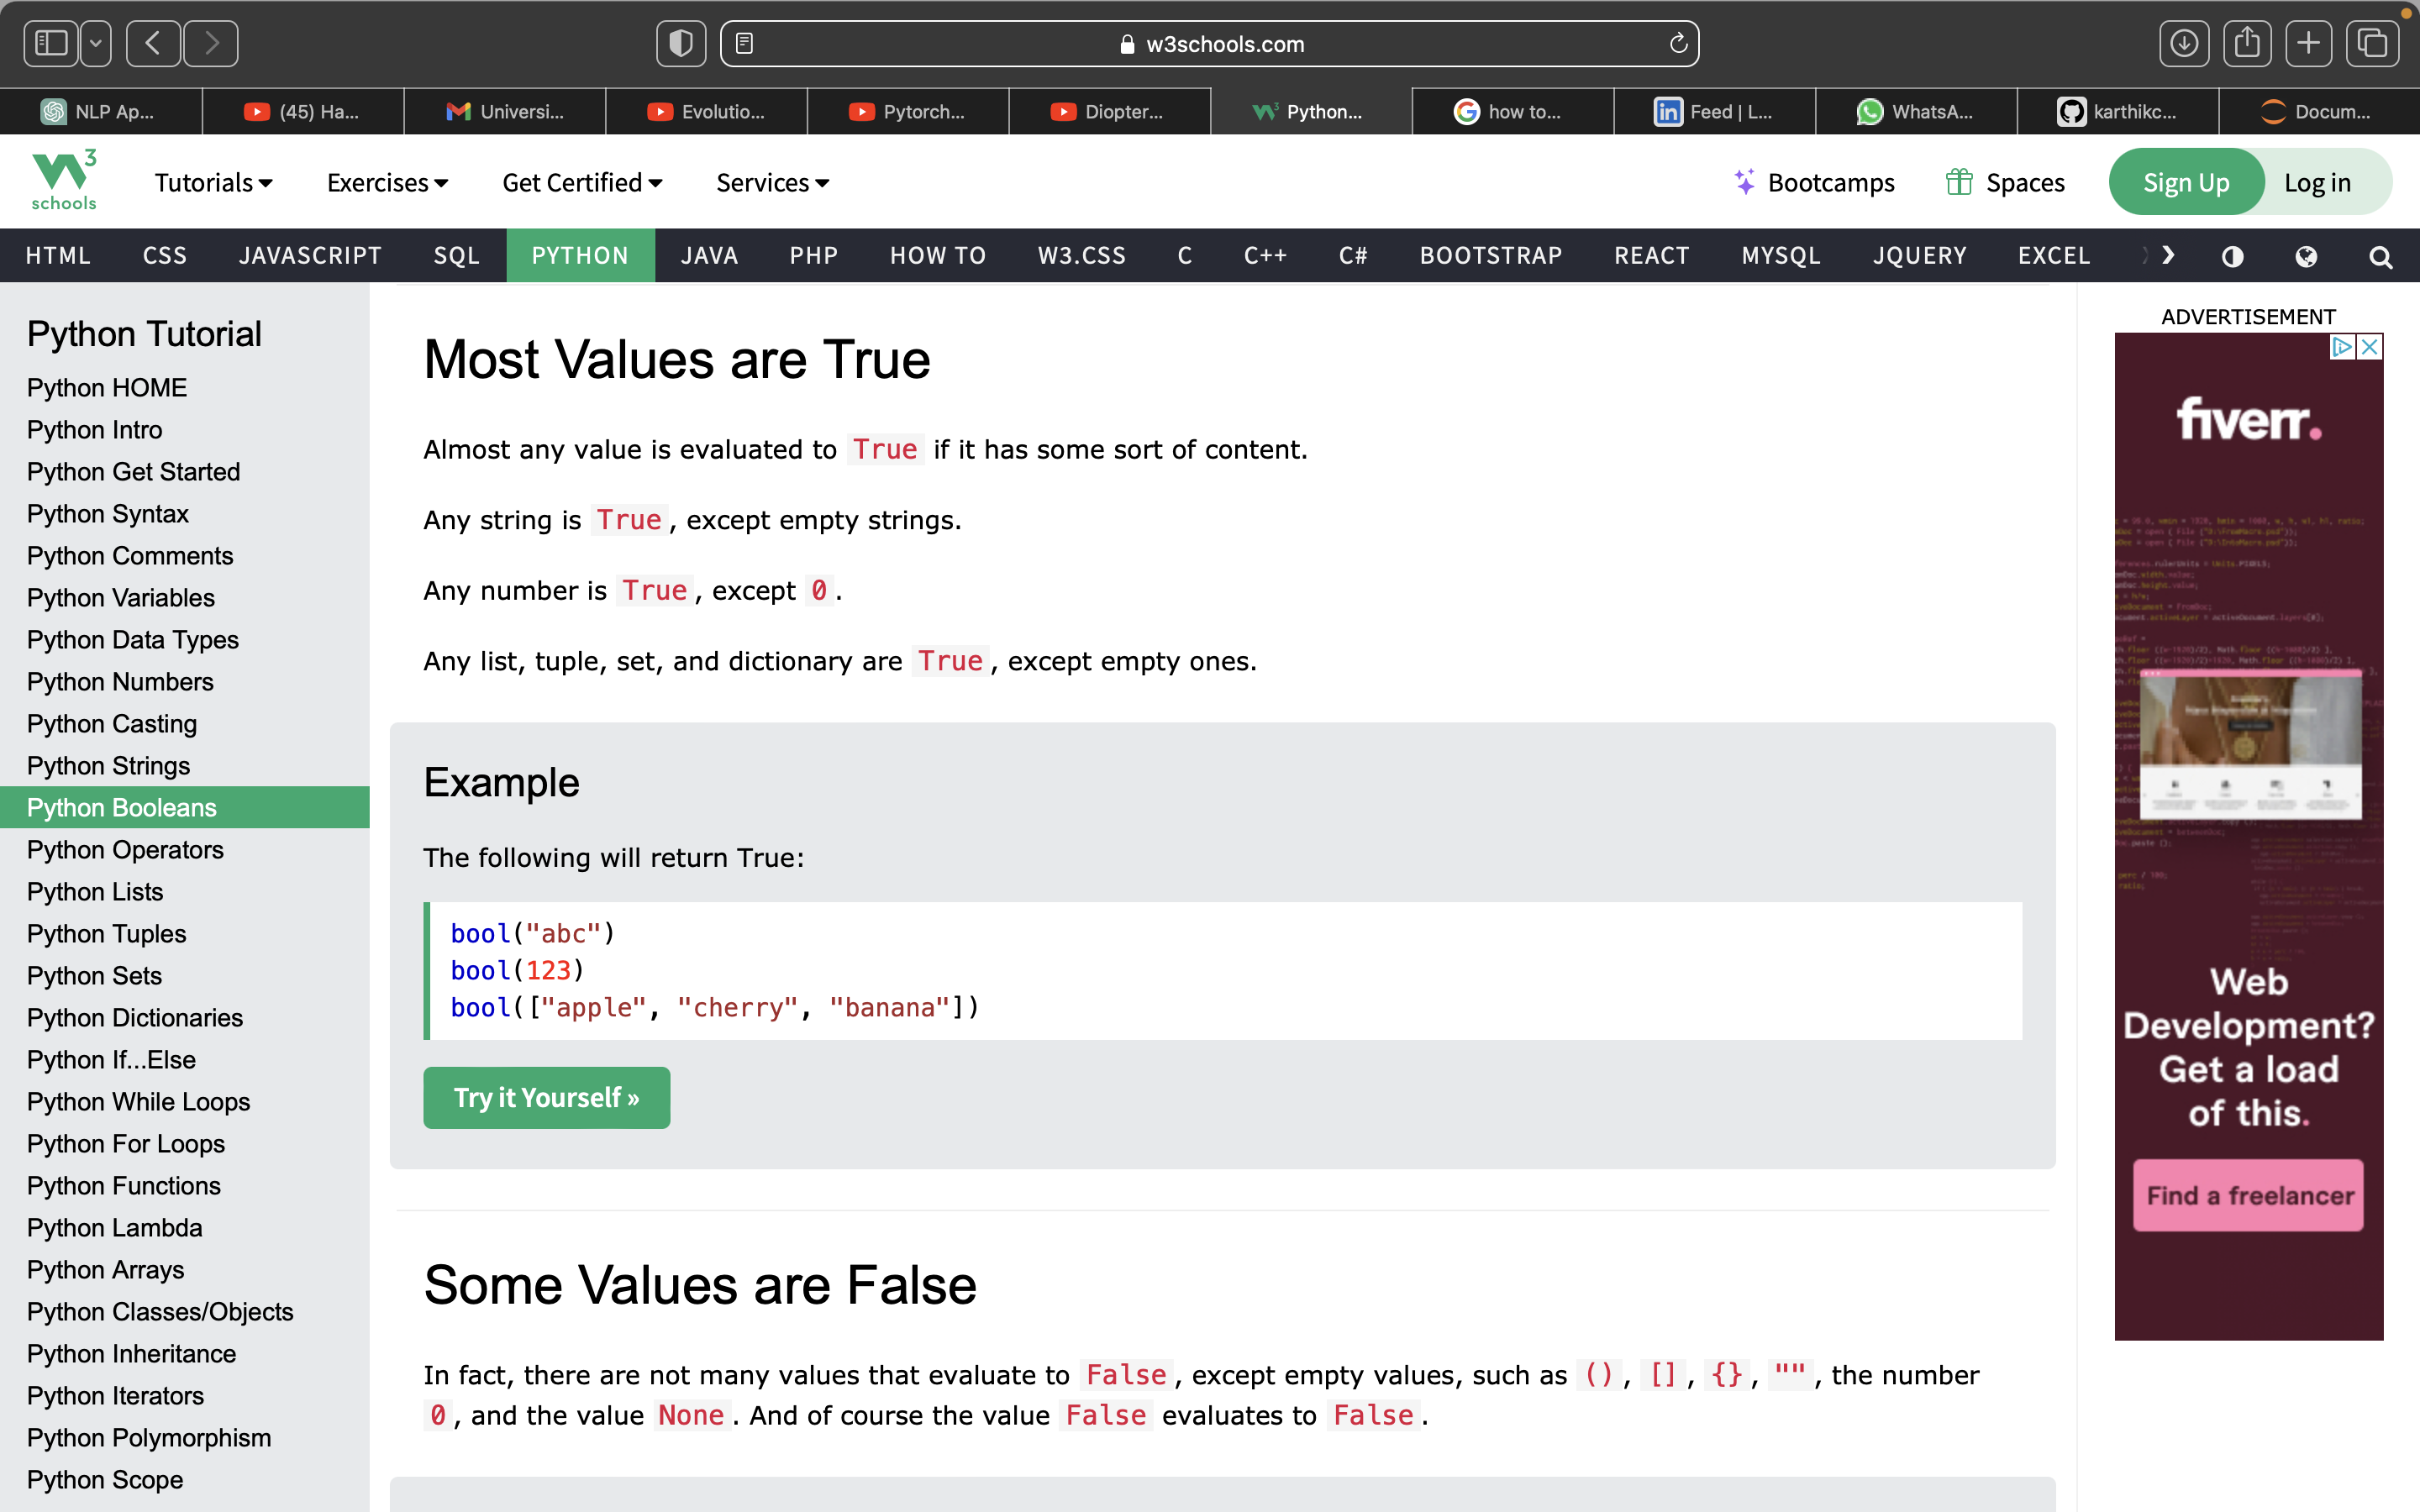 w3schools.com
NLP Ap...
(45) Ha...
Universi...
Evolutio...
Pytorch...
Diopter...
Python...
how to...
Feed | L...
WhatsA...
karthikc...
Docum...
W3 schools
Tutorials
Exercises
Get Certified
Services
Bootcamps
Spaces
Sign Up
Log in
HTML CSS JAVASCRIPT SQL PYTHON JAVA PHP HOW TO W3.CSS C C++ C# BOOTSTRAP REACT MYSQL JQUERY EXCEL
Python Tutorial
Python HOME
Python Intro
Python Get Started
Python Syntax
Python Comments
Python Variables
Python Data Types
Python Numbers
Python Casting
Python Strings
Python Booleans
Python Operators
Python Lists
Python Tuples
Python Sets
Python Dictionaries
Python If...Else
Python While Loops
Python For Loops
Python Functions
Python Lambda
Python Arrays
Python Classes/Objects
Python Inheritance
Python Iterators
Python Polymorphism
Python Scope
Most Values are True
Almost any value is evaluated to True if it has some sort of content.
Any string is True, except empty strings.
Any number is True, except 0.
Any list, tuple, set, and dictionary are True, except empty ones.
Example
The following will return True:
bool("abc")
bool(123)
bool(["apple", "cherry", "banana"])
Try it Yourself »
Some Values are False
In fact, there are not many values that evaluate to False, except empty values, such as (), [], {}, "", the number
0, and the value None. And of course the value False evaluates to False.
ADVERTISEMENT
fiverr.
Web
Development?
Get a load
of this.
Find a freelancer